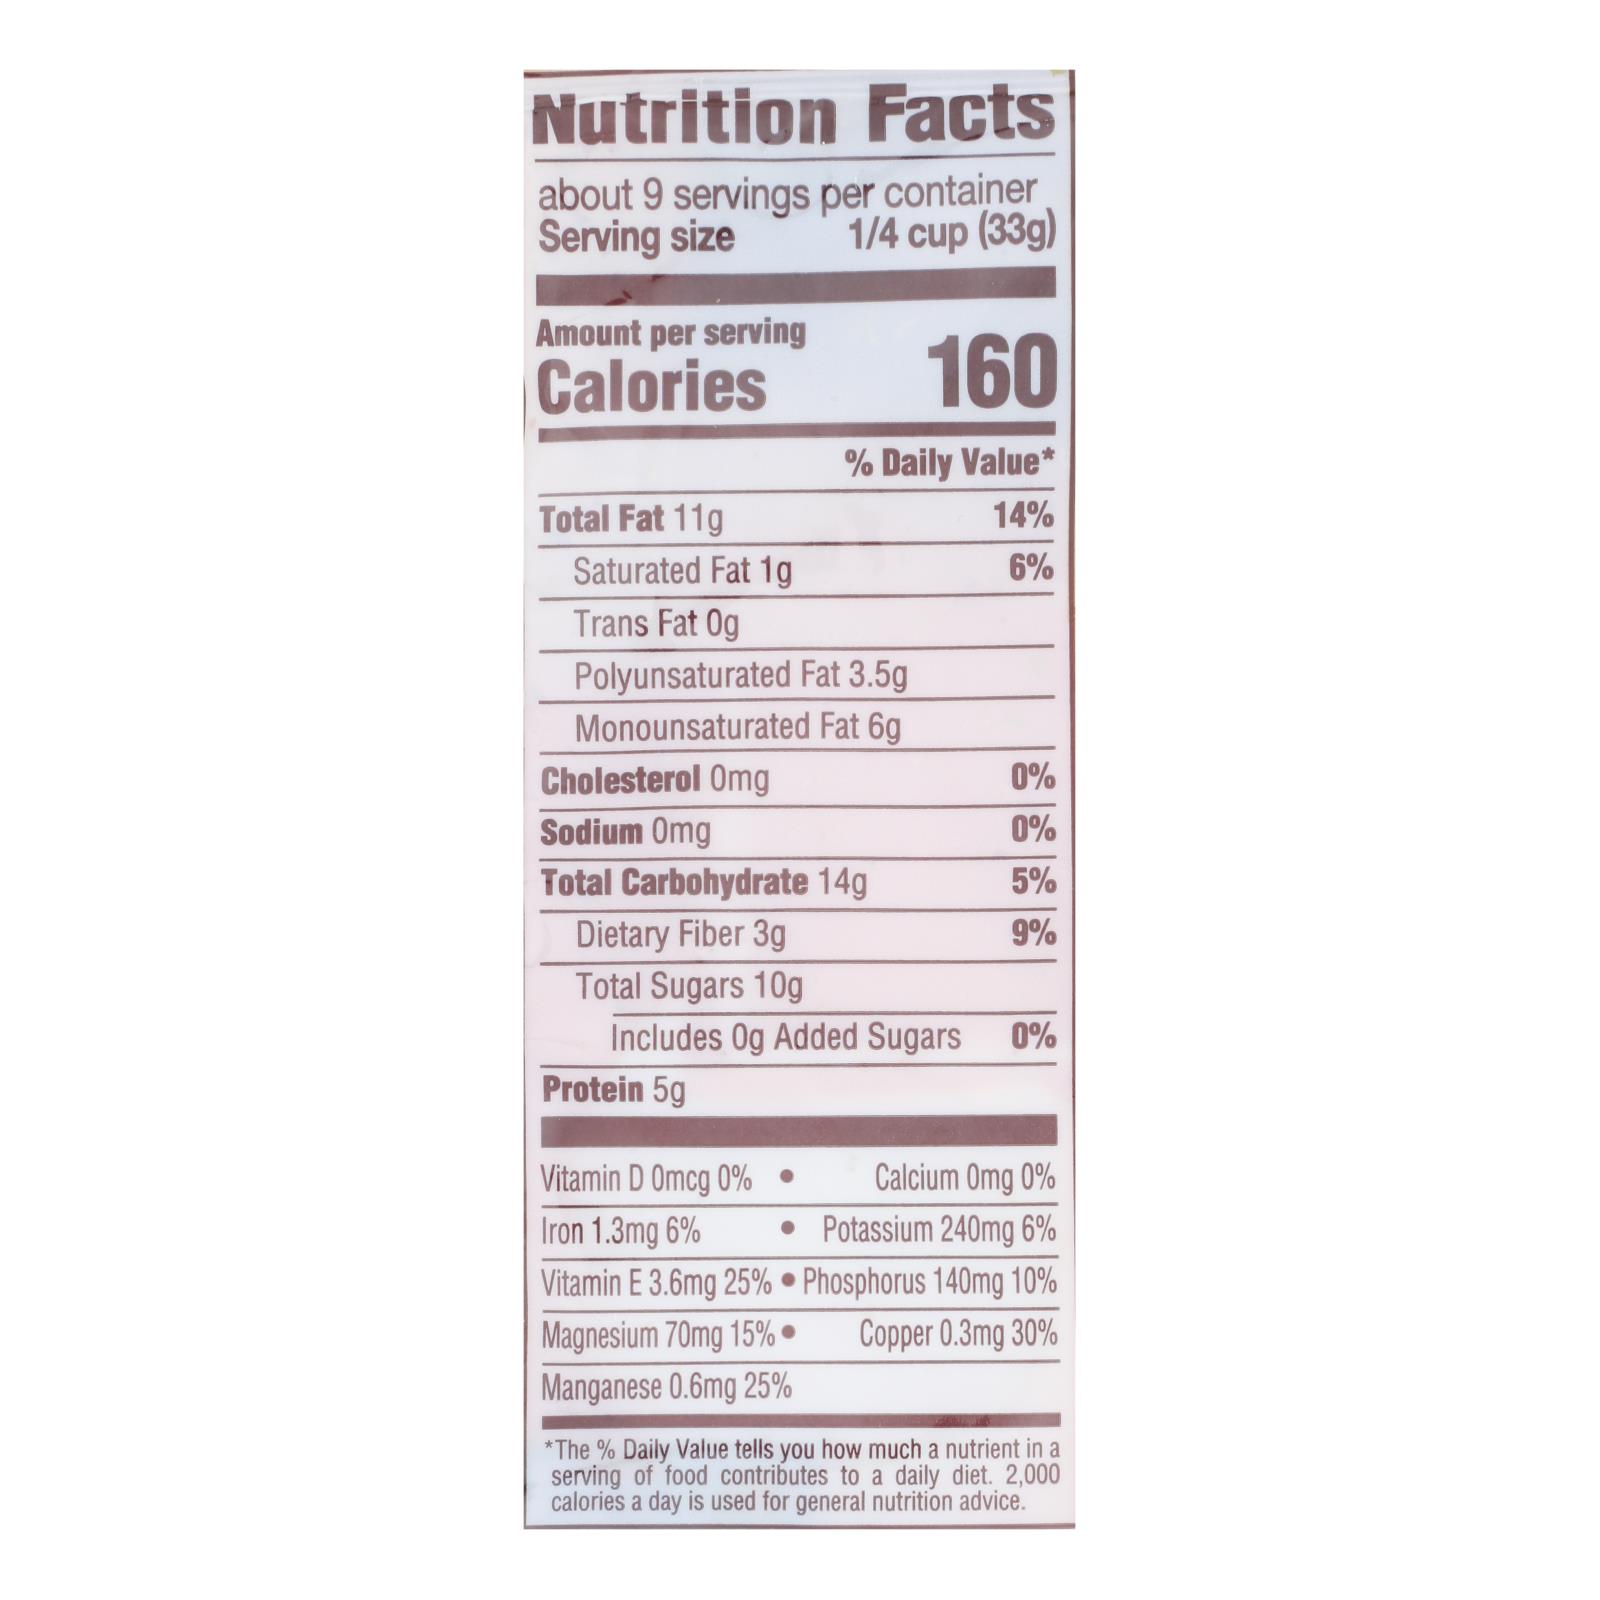 Nutrition Facts
about 9 servings per container
Serving size 1/4 cup (33g)
Amount per serving
Calories 160
% Daily Value*
Total Fat 11g 14%
Saturated Fat 1g 6%
Trans Fat 0g
Polyunsaturated Fat 3.5g
Monounsaturated Fat 6g
Cholesterol 0mg 0%
Sodium 0mg 0%
Total Carbohydrate 14g 5%
Dietary Fiber 3g 9%
Total Sugars 10g
Includes 0g Added Sugars 0%
Protein 5g
Vitamin D 0mcg 0% • Calcium 0mg 0%
Iron 1.3mg 6% • Potassium 240mg 6%
Vitamin E 3.6mg 25% • Phosphorus 140mg 10%
Magnesium 70mg 15% • Copper 0.3mg 30%
Manganese 0.6mg 25%
*The % Daily Value tells you how much a nutrient in a
serving of food contributes to a daily diet. 2,000
calories a day is used for general nutrition advice.